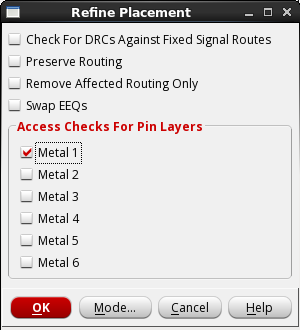 Refine Placement
Check For DRCs Against Fixed Signal Routes
Preserve Routing
Remove Affected Routing Only
Swap EEQs
Access Checks For Pin Layers
Metal 1
Metal 2
Metal 3
Metal 4
Metal 5
Metal 6
OK Mode... Cancel Help